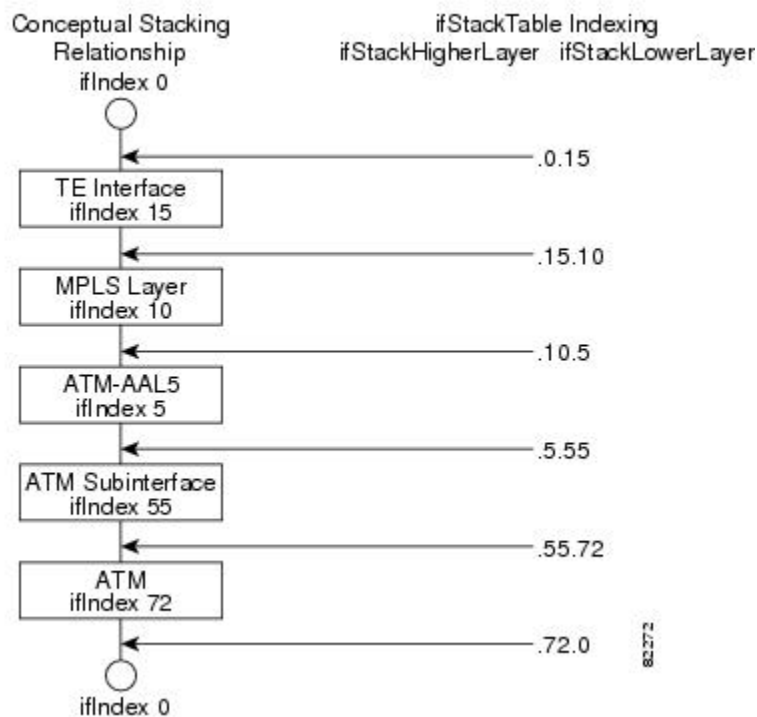 Conceptual Stacking
Relationship
ifIndex 0
ifStackTable Indexing
ifStackHigherLayer ifStackLowerLayer
.0.15
TE Interface
ifIndex 15
.15.10
MPLS Layer
ifIndex 10
.10.5
ATM-AAL5
ifIndex 5
.5.55
ATM Subinterface
ifIndex 55
.55.72
ATM
ifIndex 72
.72.0
82272
ifIndex 0